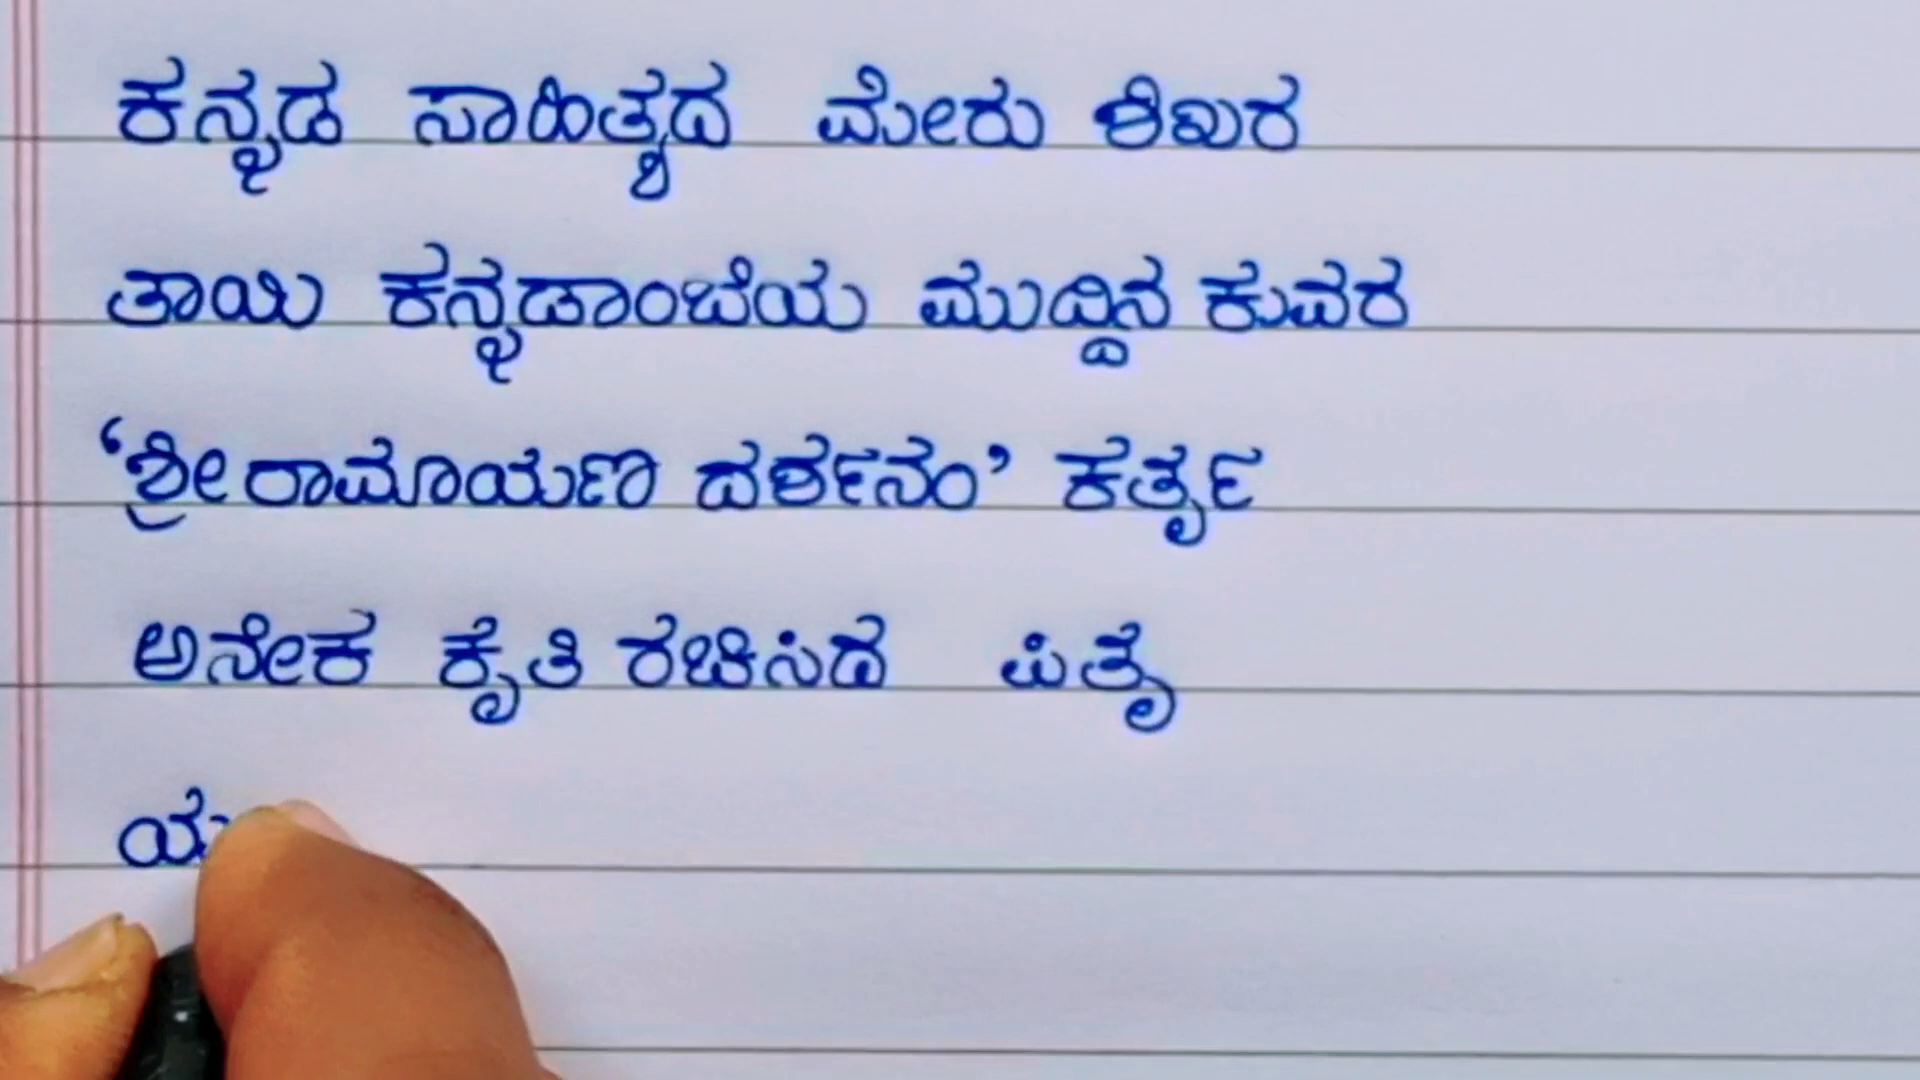 ಕನ್ನಡ ಸಾಹಿತ್ಯದ ಮೇರು ಶಿಖರ
ತಾಯಿ ಕನ್ನಡಾಂಬೆಯ ಮುದ್ದಿನ ಕುವರ
‘ಶ್ರೀ ರಾಮಾಯಣ ದರ್ಶನಂ’ ಕರ್ತೃ
ಅನೇಕ ಕೃತಿ ರಚಿಸಿದ ಪಿತೃ